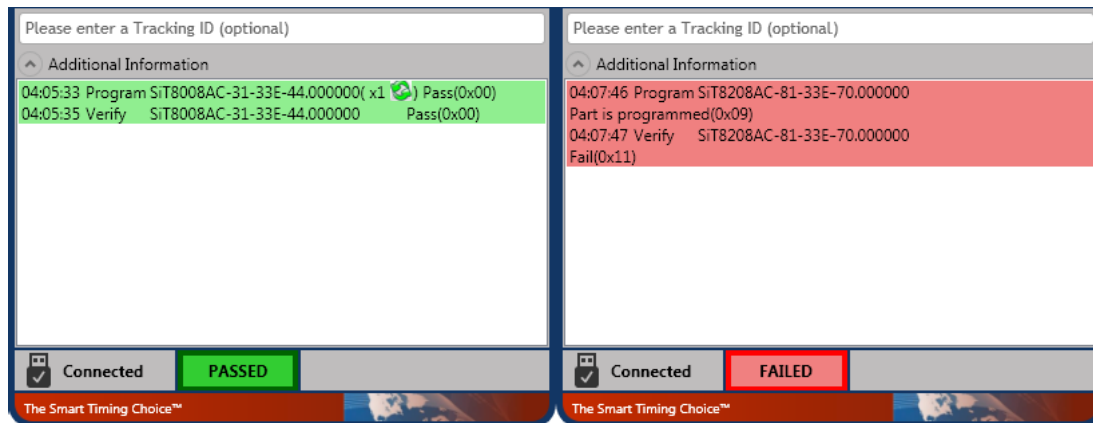 Please enter a Tracking ID (optional)
Additional Information
04:05:33 Program SiT8008AC-31-33E-44.000000( x1 ) Pass(0x00)
04:05:35 Verify SiT8008AC-31-33E-44.000000 Pass(0x00)
Connected PASSED
The Smart Timing Choice™
Please enter a Tracking ID (optional)
Additional Information
04:07:46 Program SiT8208AC-81-33E-70.000000
Part is programmed(0x09)
04:07:47 Verify SiT8208AC-81-33E-70.000000
Fail(0x11)
Connected FAILED
The Smart Timing Choice™